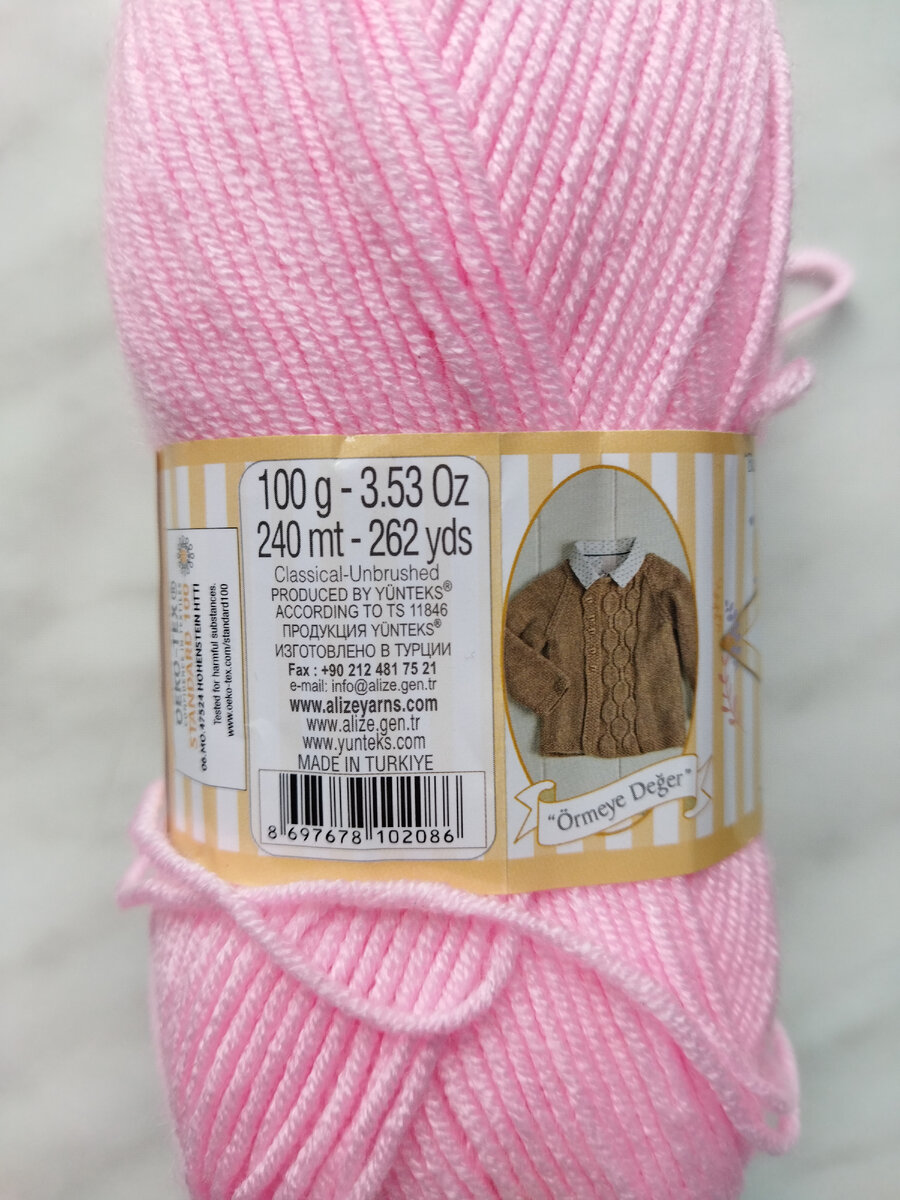 100 g - 3.53 Oz
240 mt - 262 yds
Classical-Unbrushed
PRODUCED BY YÜNTEKS®
ACCORDING TO TS 11846
ПРОДУКЦИЯ YÜNTEKS®
ИЗГОТОВЛЕНО В ТУРЦИИ
Fax : +90 212 481 75 21
e-mail: info@alize.gen.tr
www.alizeyarns.com
www.alize.gen.tr
www.yunteks.com
MADE IN TURKIYE
8 697678 102086
OEKO-TEX®
STANDARD 100
06.MO.47524 HOHENSTEIN HTTI
Tested for harmful substances.
www.oeko-tex.com/standard100
"Örmeye Değer"